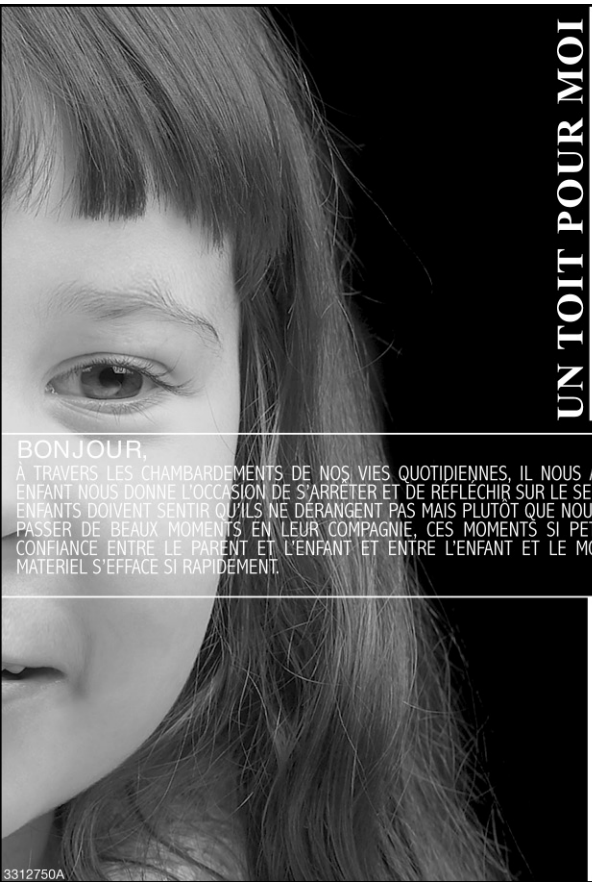 UN TOIT POUR MOI
BONJOUR,
À TRAVERS LES CHAMBARDEMENTS DE NOS VIES QUOTIDIENNES, IL NOUS
ENFANT NOUS DONNE L'OCCASION DE S'ARRÊTER ET DE RÉFLÉCHIR SUR LE
ENFANTS DOIVENT SENTIR QU'ILS NE DÉRANGENT PAS MAIS PLUTÔT QUE
PASSER DE BEAUX MOMENTS EN LEUR COMPAGNIE, CES MOMENTS SI
CONFIANCE ENTRE LE PARENT ET L'ENFANT ET ENTRE L'ENFANT ET LE
MATERIEL S'EFFACE SI RAPIDEMENT.
3312750A